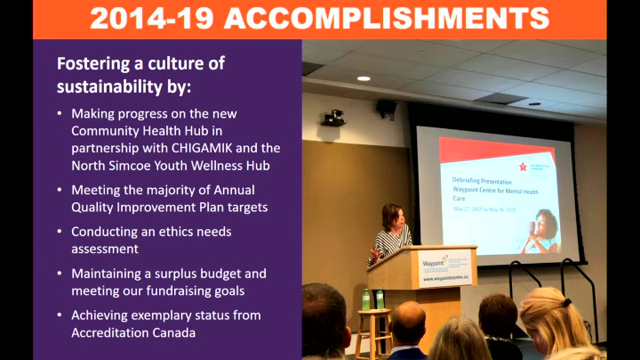 2014-19 ACCOMPLISHMENTS
Fostering a culture of
sustainability by:
• Making progress on the new
Community Health Hub in
partnership with CHIGAMIK and the
North Simcoe Youth Wellness Hub
• Meeting the majority of Annual
Quality Improvement Plan targets
• Conducting an ethics needs
assessment
• Maintaining a surplus budget and
meeting our fundraising goals
• Achieving exemplary status from
Accreditation Canada
Debriefing Presentation
Waypoint Centre for Mental Health
Care
Waypoint
www.waypointcentre.ca